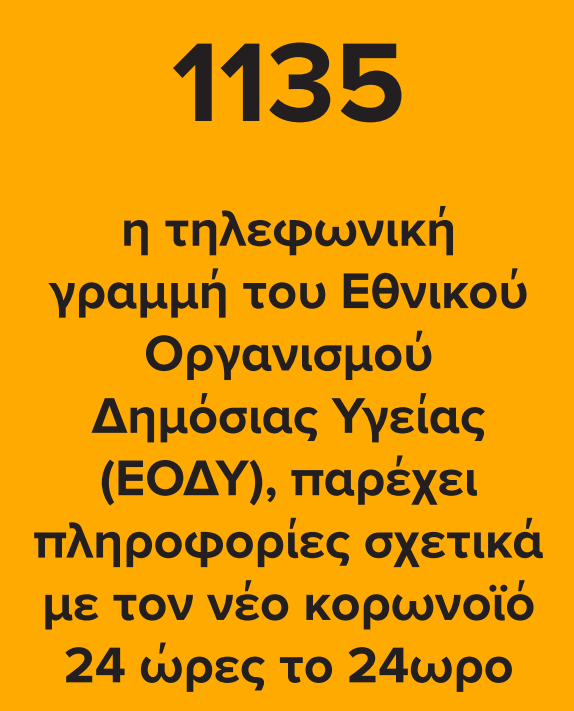 1135
η τηλεφωνική
γραμμή του Εθνικού
Οργανισμού
Δημόσιας Υγείας
(ΕΟΔΥ), παρέχει
πληροφορίες σχετικά
με τον νέο κορωνοϊό
24 ώρες το 24ωρο